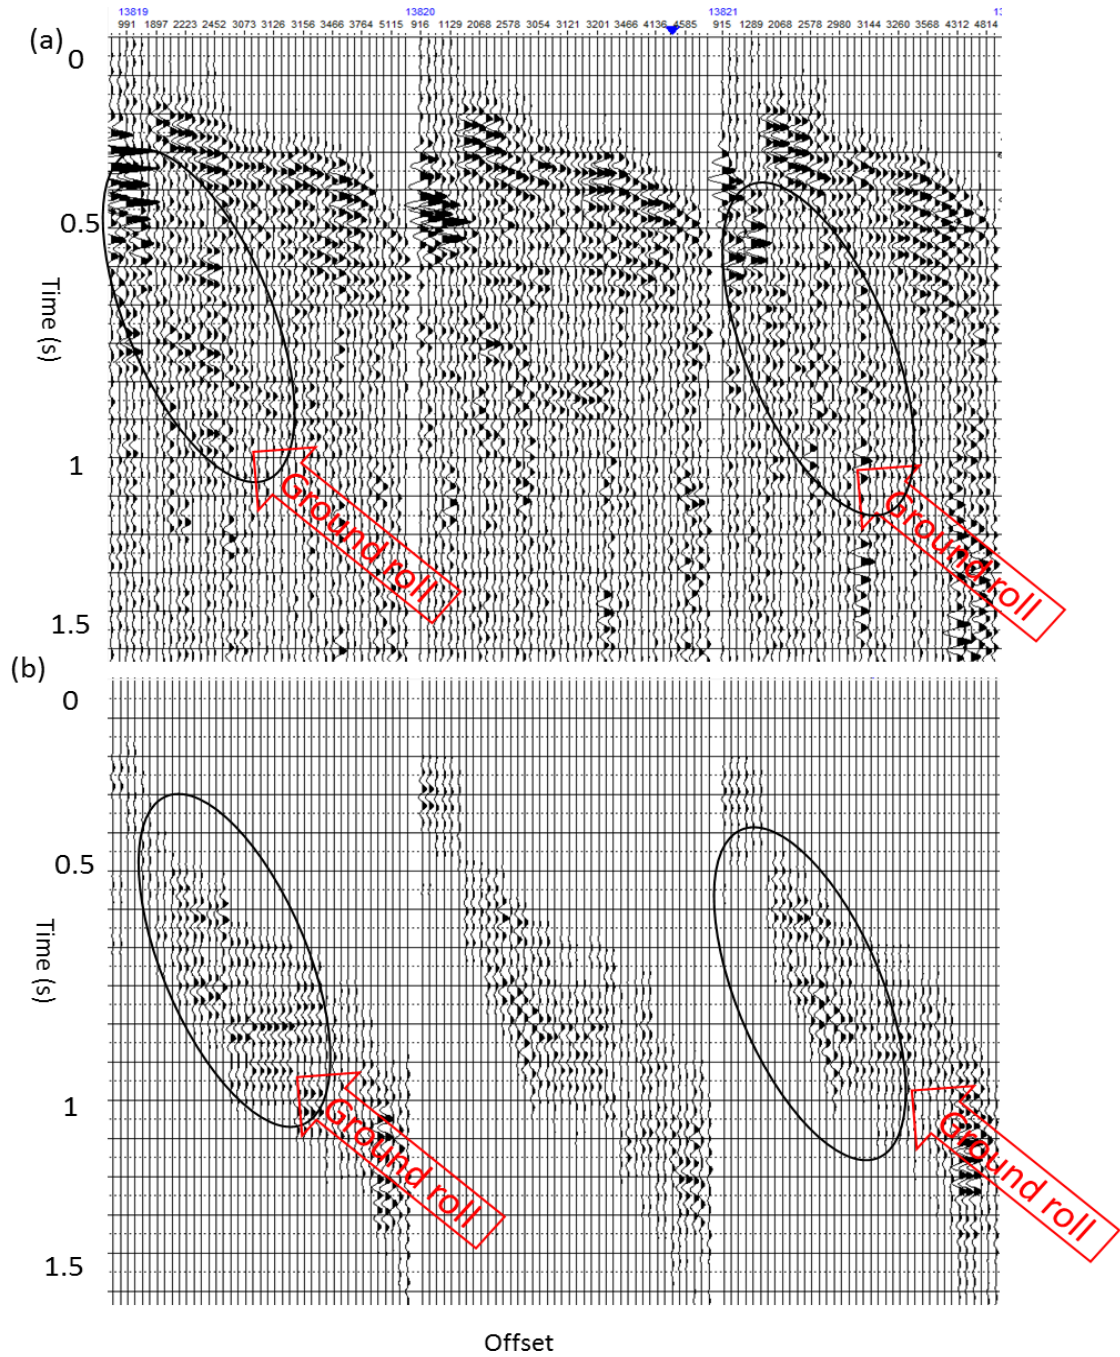 13819 13820 13821 13
(a) 991 1897 2223 2452 3073 3126 3156 3466 3764 5115 916 1129 2068 2578 3054 3121 3201 3466 4136 4585 915 1289 2068 2578 2980 3144 3260 3568 4312 4814
0
0.5
Time (s)
1
Ground roll
Ground roll
1.5
(b)
0
0.5
Time (s)
1
Ground roll
Ground roll
1.5
Offset